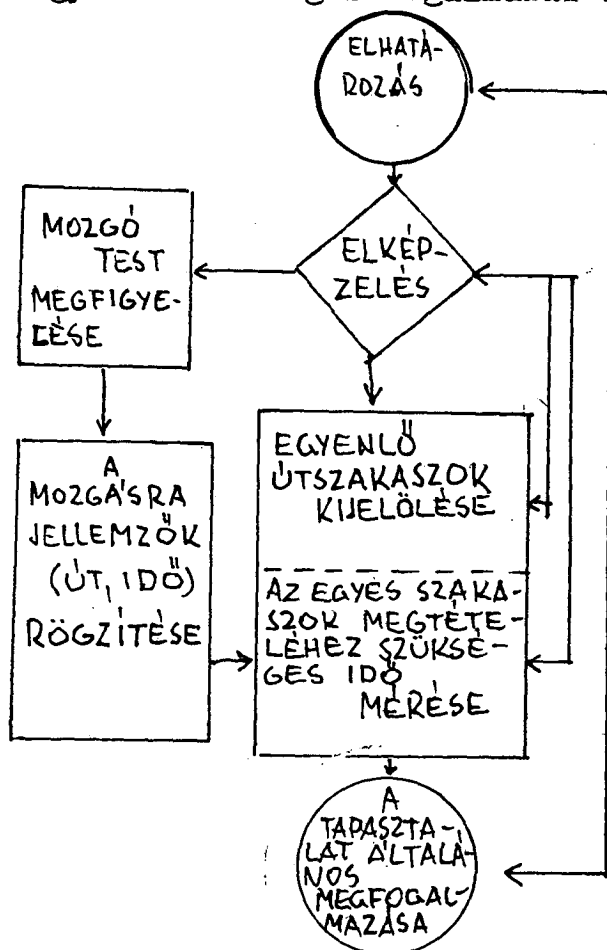 ELHATÁ-
ROZÁS
ELKÉP-
ZELÉS
MOZGÓ
TEST
MEGFIGYE-
LÉSE
A
MOZGÁSRA
JELLEMZŐK
(ÚT, IDŐ)
RÖGZÍTÉSE
EGYENLŐ
ÚTSZAKASZOK
KIJELÖLÉSE
AZ EGYES SZAKA-
SZOK MEGTÉTE-
LÉHEZ SZÜKSÉ-
GES IDŐ
MÉRÉSE
A
TAPASZTA-
LAT ÁLTALÁ-
NOS
MEGFOGAL-
MAZÁSA